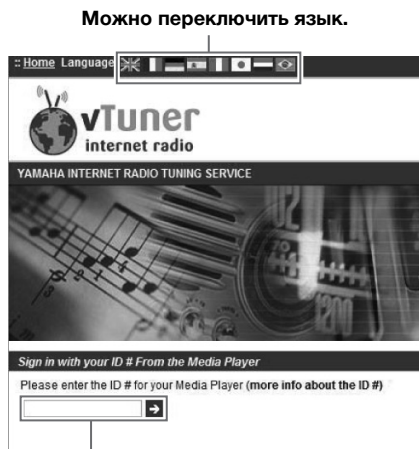 Можно переключить язык.
:: Home Language
vTuner
internet radio
YAMAHA INTERNET RADIO TUNING SERVICE
Sign in with your ID # From the Media Player
Please enter the ID # for your Media Player (more info about the ID #)